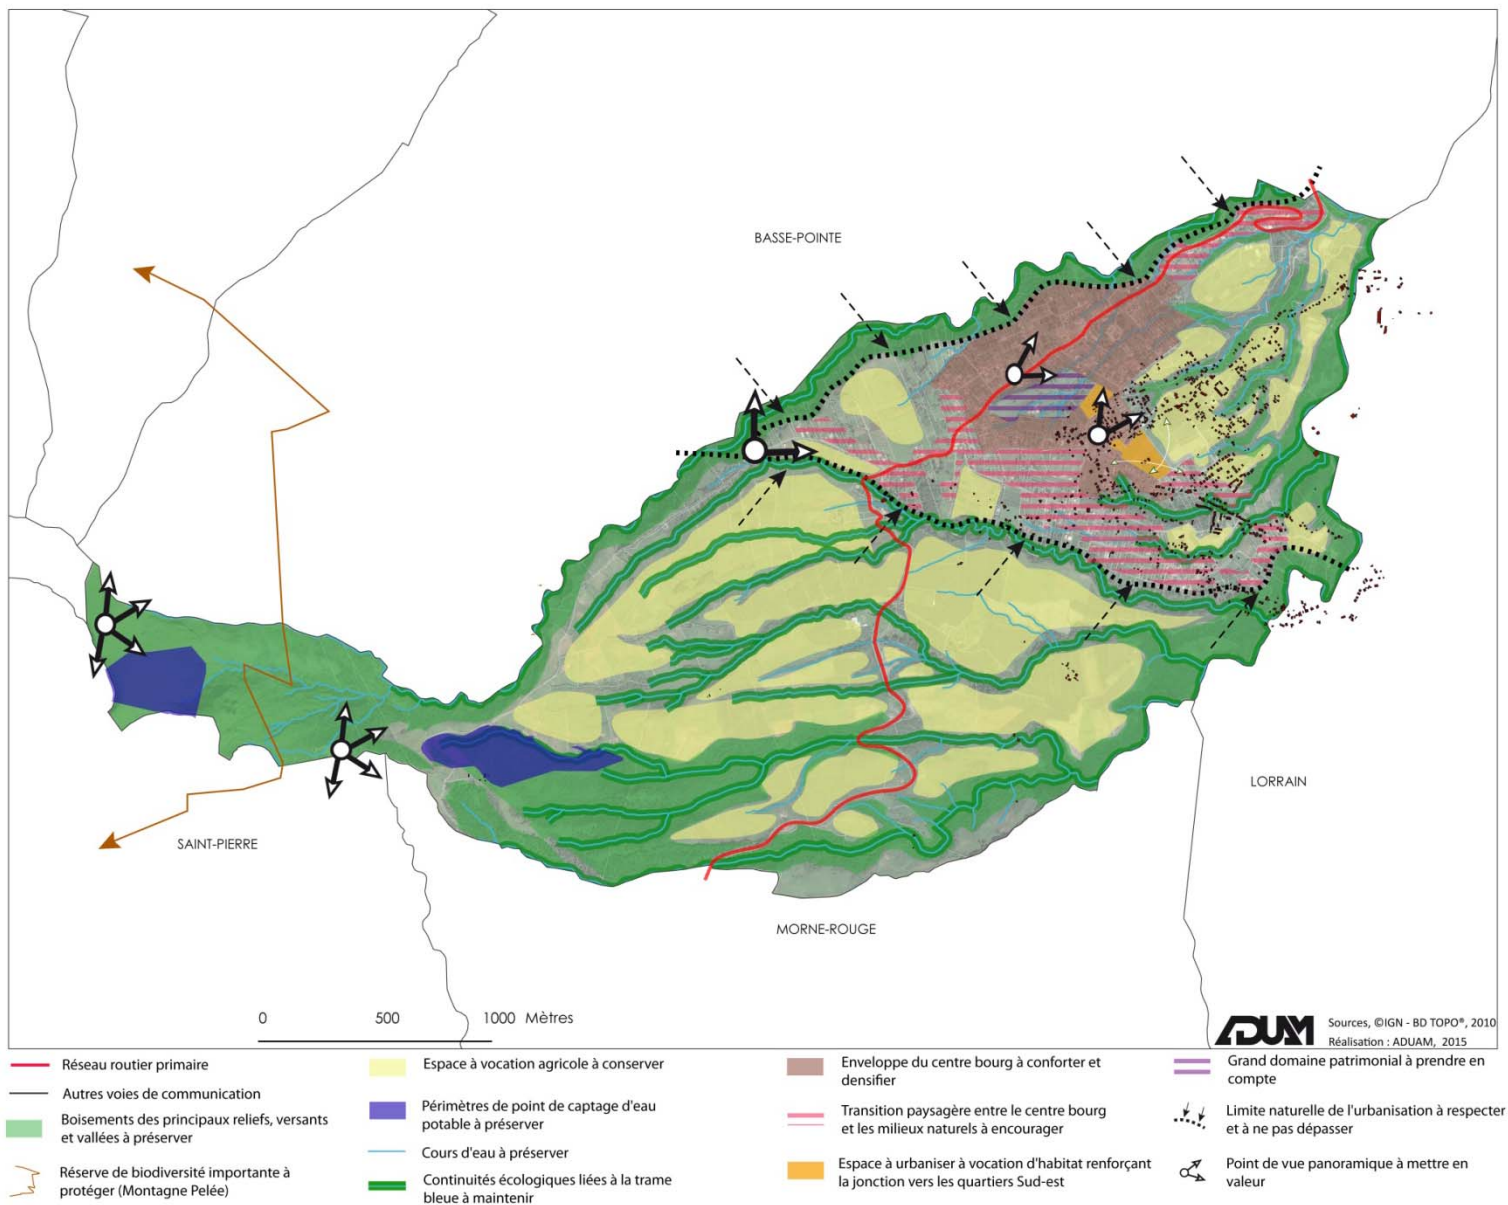 BASSE-POINTE
LORRAIN
SAINT-PIERRE
MORNE-ROUGE
0 500 1000 Mètres
ADUAM
Sources, ©IGN - BD TOPO®, 2010
Réalisation : ADUAM, 2015
Réseau routier primaire
Autres voies de communication
Boisements des principaux reliefs, versants
et vallées à préserver
Réserve de biodiversité importante à
protéger (Montagne Pelée)
Espace à vocation agricole à conserver
Périmètres de point de captage d'eau
potable à préserver
Cours d'eau à préserver
Continuités écologiques liées à la trame
bleue à maintenir
Enveloppe du centre bourg à conforter et
densifier
Transition paysagère entre le centre bourg
et les milieux naturels à encourager
Espace à urbaniser à vocation d'habitat renforçant
la jonction vers les quartiers Sud-est
Grand domaine patrimonial à prendre en
compte
Limite naturelle de l'urbanisation à respecter
et à ne pas dépasser
Point de vue panoramique à mettre en
valeur